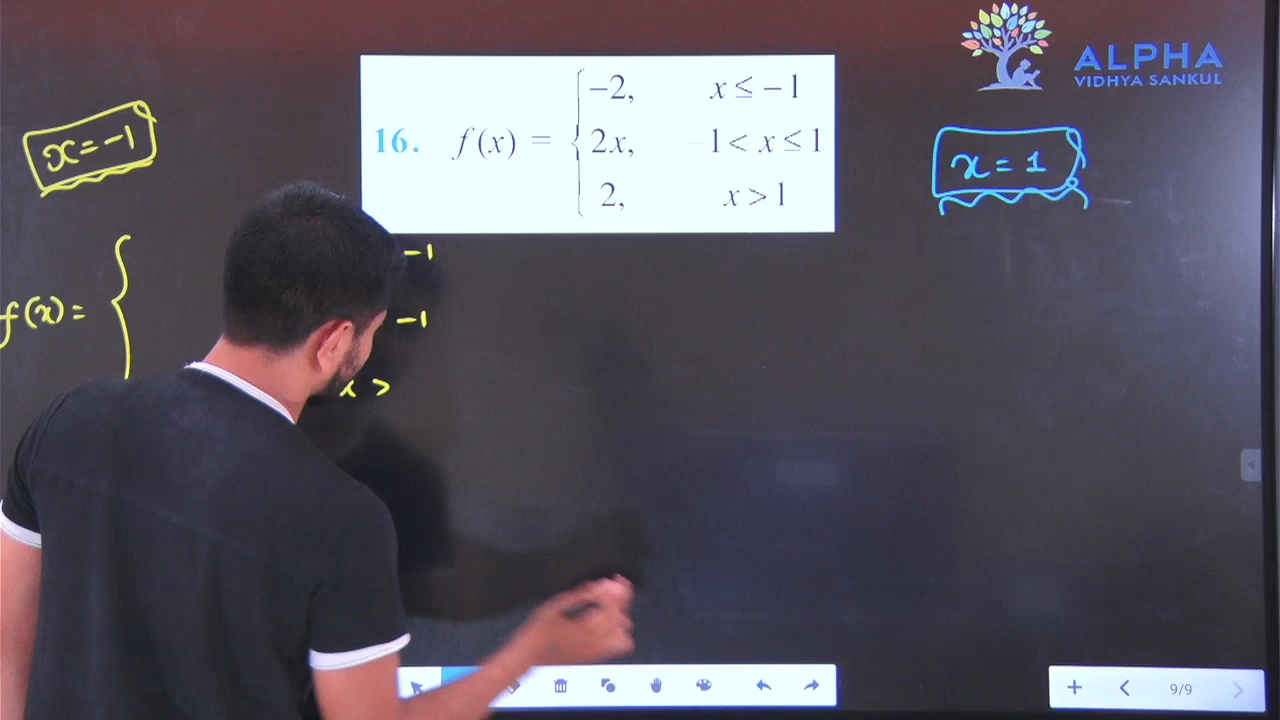 ALPHA
VIDHYA SANKUL
x = -1
16. f(x) = { -2, x ≤ -1
2x, 1 < x ≤ 1
2, x > 1
x = 1
f(x) = {
-1
-1
x >
9/9